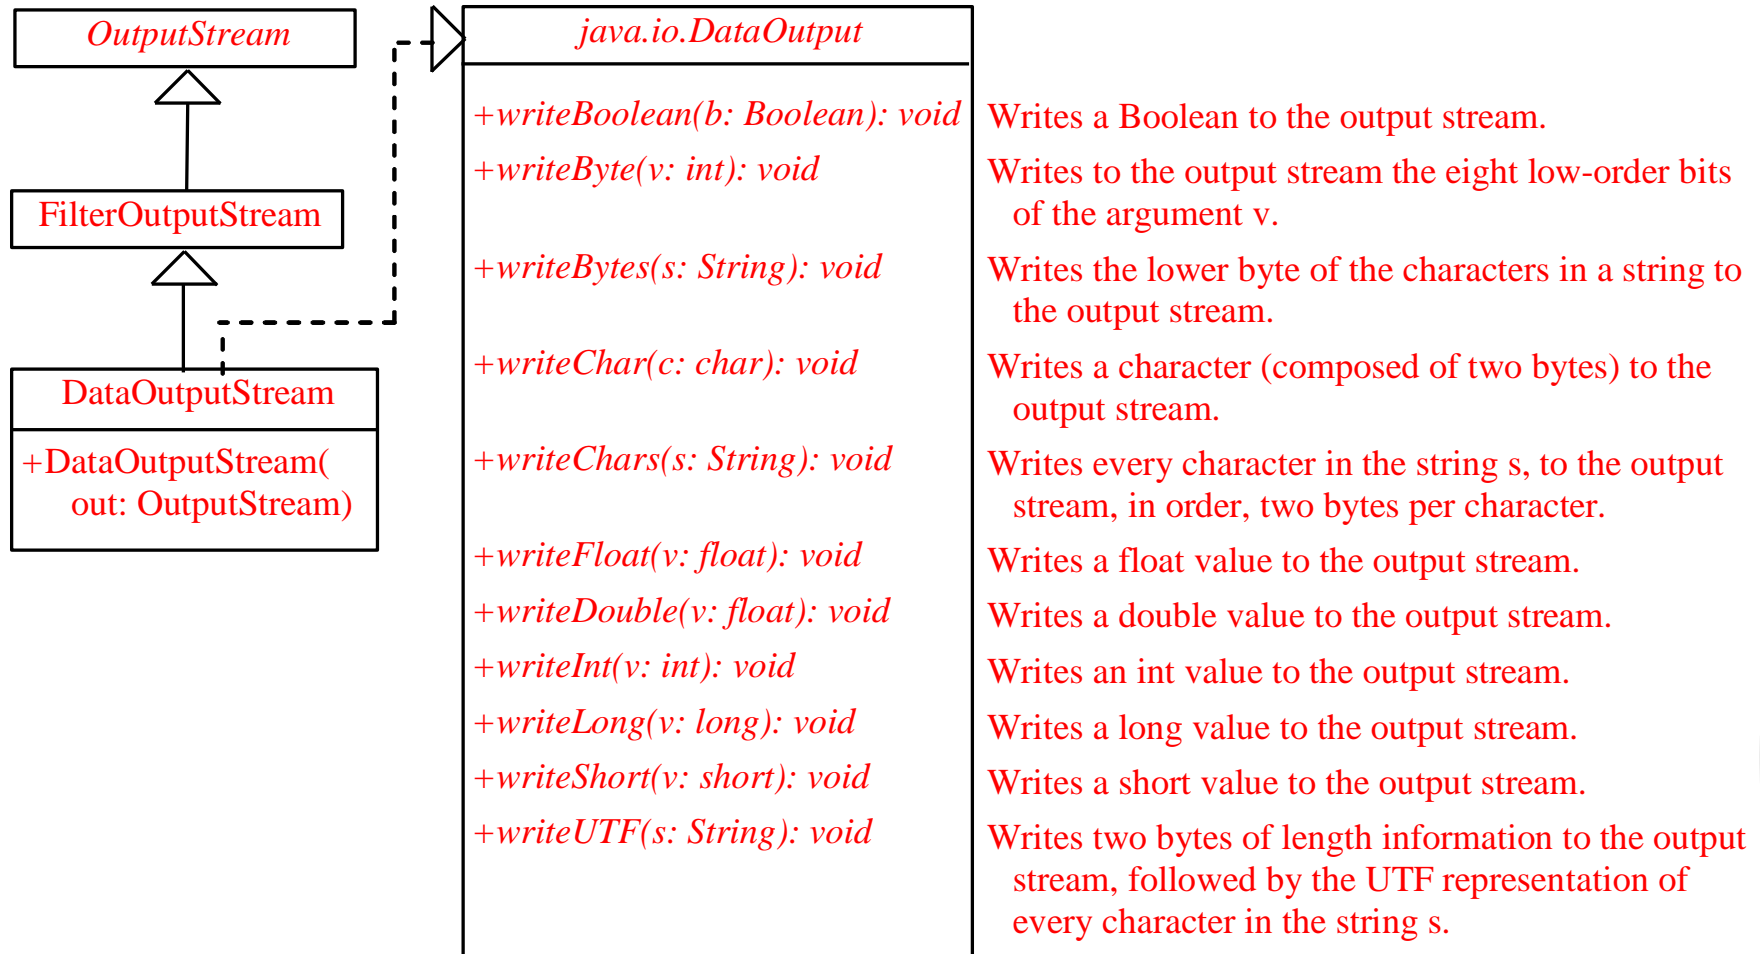 OutputStream
FilterOutputStream
DataOutputStream
+DataOutputStream(
out: OutputStream)
java.io.DataOutput
+writeBoolean(b: Boolean): void
Writes a Boolean to the output stream.
+writeByte(v: int): void
Writes to the output stream the eight low-order bits
of the argument v.
+writeBytes(s: String): void
Writes the lower byte of the characters in a string to
the output stream.
+writeChar(c: char): void
Writes a character (composed of two bytes) to the
output stream.
+writeChars(s: String): void
Writes every character in the string s, to the output
stream, in order, two bytes per character.
+writeFloat(v: float): void
Writes a float value to the output stream.
+writeDouble(v: float): void
Writes a double value to the output stream.
+writeInt(v: int): void
Writes an int value to the output stream.
+writeLong(v: long): void
Writes a long value to the output stream.
+writeShort(v: short): void
Writes a short value to the output stream.
+writeUTF(s: String): void
Writes two bytes of length information to the output
stream, followed by the UTF representation of
every character in the string s.